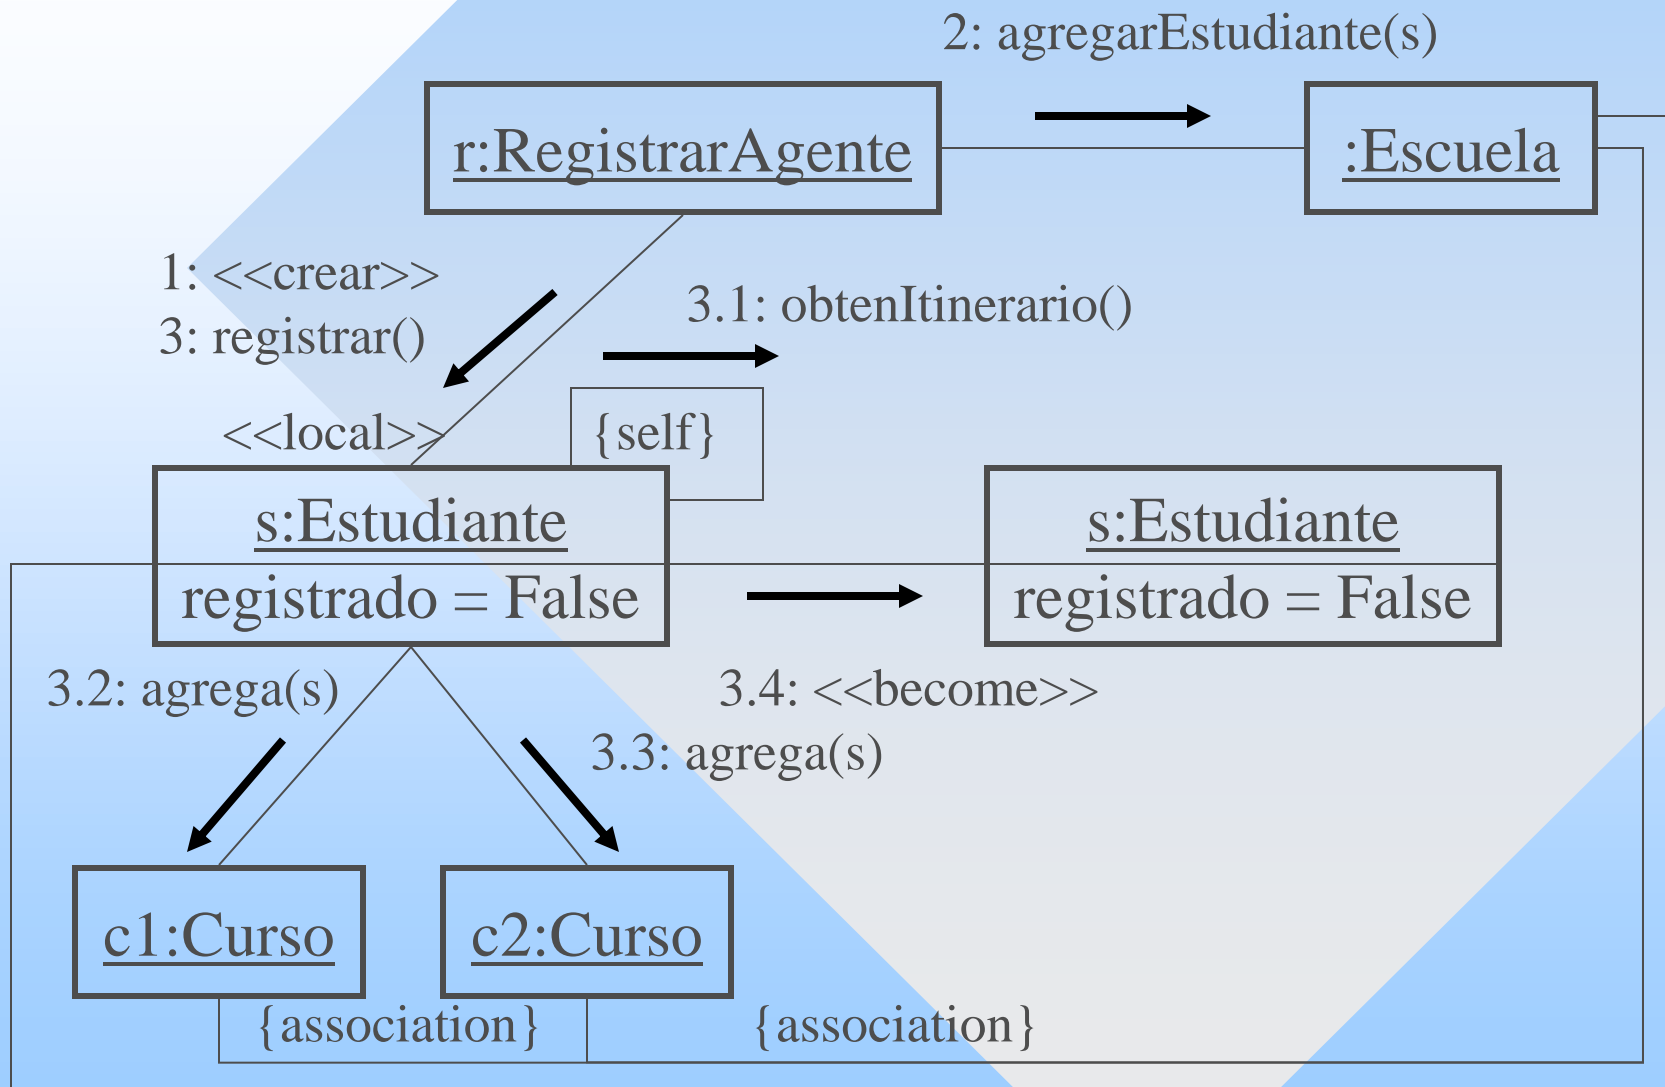 2: agregarEstudiante(s)
r:RegistrarAgente
:Escuela
1: <<crear>>
3: registrar()
3.1: obtenItinerario()
<<local>>
{self}
s:Estudiante
registrado = False
s:Estudiante
registrado = False
3.2: agrega(s)
3.4: <<become>>
3.3: agrega(s)
c1:Curso
c2:Curso
{association}
{association}